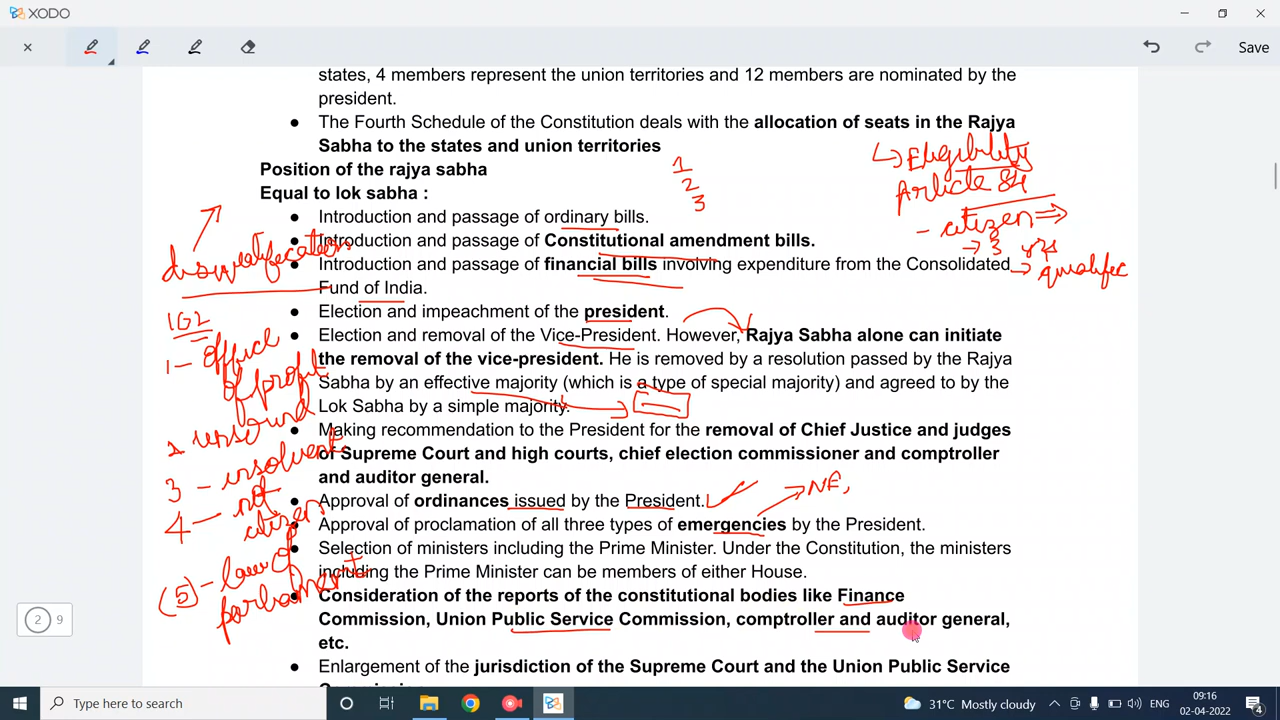 XODO
Save
states, 4 members represent the union territories and 12 members are nominated by the
president.
● The Fourth Schedule of the Constitution deals with the allocation of seats in the Rajya
Sabha to the states and union territories
Position of the rajya sabha
Equal to lok sabha :
● Introduction and passage of ordinary bills.
● Introduction and passage of Constitutional amendment bills.
● Introduction and passage of financial bills involving expenditure from the Consolidated
Fund of India.
● Election and impeachment of the president.
● Election and removal of the Vice-President. However, Rajya Sabha alone can initiate
the removal of the vice-president. He is removed by a resolution passed by the Rajya
Sabha by an effective majority (which is a type of special majority) and agreed to by the
Lok Sabha by a simple majority.
● Making recommendation to the President for the removal of Chief Justice and judges
of Supreme Court and high courts, chief election commissioner and comptroller
and auditor general.
● Approval of ordinances issued by the President.
● Approval of proclamation of all three types of emergencies by the President.
● Selection of ministers including the Prime Minister. Under the Constitution, the ministers
including the Prime Minister can be members of either House.
● Consideration of the reports of the constitutional bodies like Finance
Commission, Union Public Service Commission, comptroller and auditor general,
etc.
● Enlargement of the jurisdiction of the Supreme Court and the Union Public Service
1
2
3
Eligibility
Article 84
- citizen
→ 3
→ qualifec
disqualification
102
1 - office
of profit
2 unsound
3 - insolvent
4 - not
citizen
(5) - law of
parliament
NE,
2 9
Type here to search
31°C Mostly cloudy
ENG
09:16
02-04-2022
4